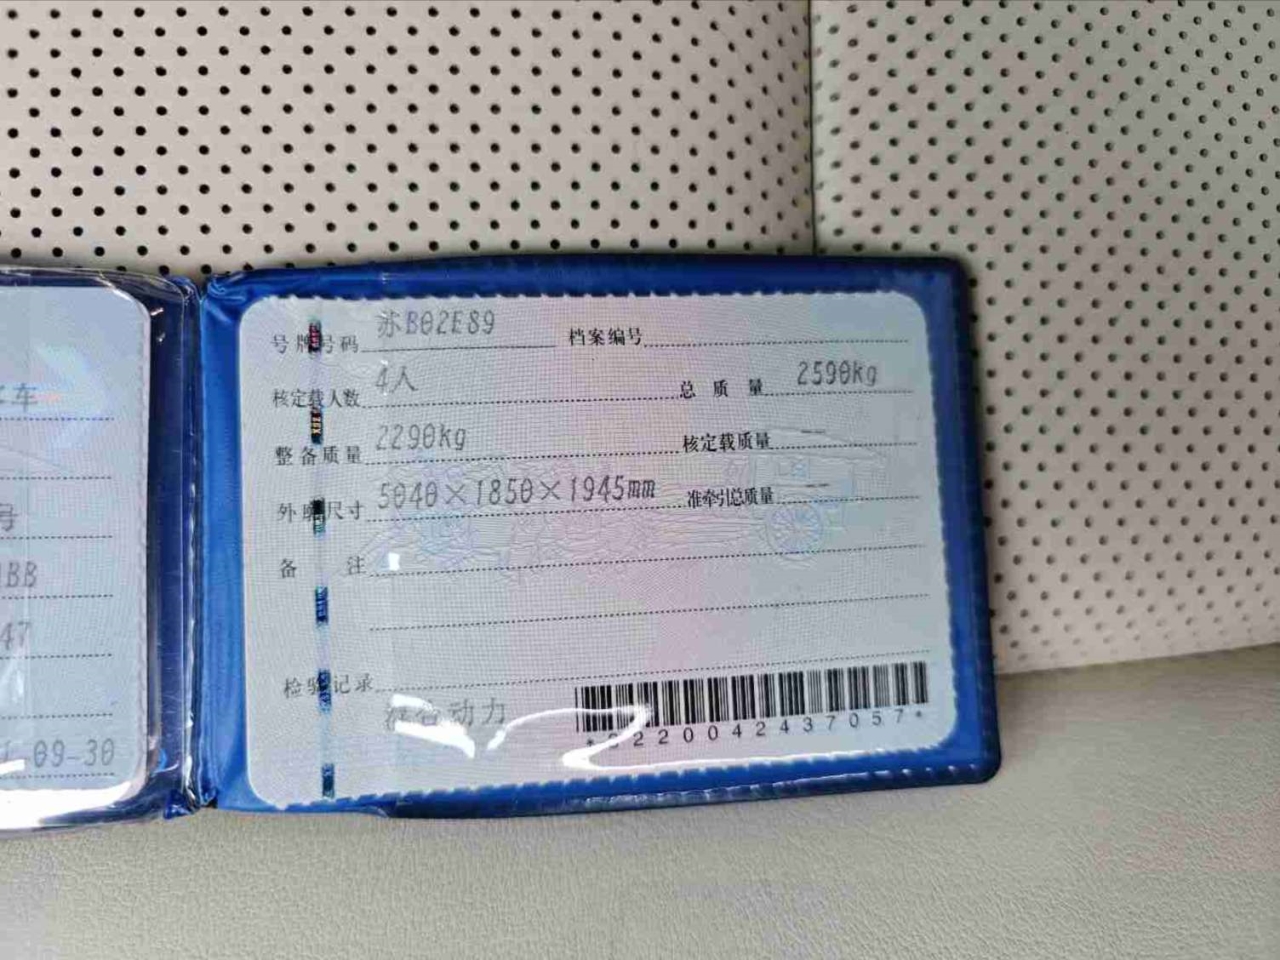 车
号
BB
47
-09-30
号牌号码 苏B02E89 档案编号
核定载人数 4人 总质量 2590kg
整备质量 2290kg 核定载质量 --
外廓尺寸 5040×1850×1945mm 准牵引总质量 --
备注
检验记录
混合动力
*3220042437057*